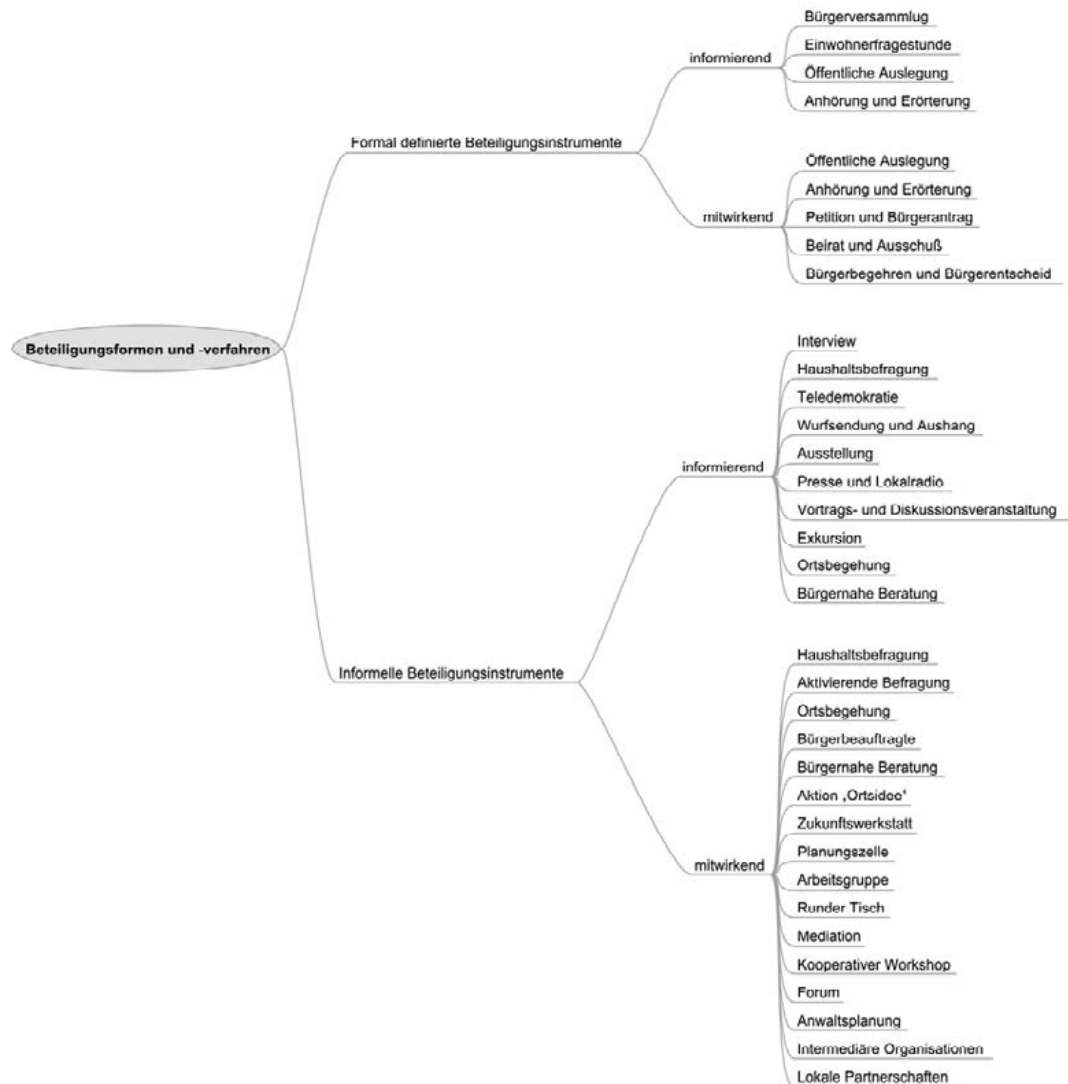 Beteiligungsformen und -verfahren
Formal definierte Beteiligungsinstrumente
informierend
Bürgerversammlug
Einwohnerfragestunde
Öffentliche Auslegung
Anhörung und Erörterung
mitwirkend
Öffentliche Auslegung
Anhörung und Erörterung
Petition und Bürgerantrag
Beirat und Ausschuß
Bürgerbegehren und Bürgerentscheid
Informelle Beteiligungsinstrumente
informierend
Interview
Haushaltsbefragung
Teledemokratie
Wurfsendung und Aushang
Ausstellung
Presse und Lokalradio
Vortrags- und Diskussionsveranstaltung
Exkursion
Ortsbegehung
Bürgernahe Beratung
mitwirkend
Haushaltsbefragung
Aktivierende Befragung
Ortsbegehung
Bürgerbeauftragte
Bürgernahe Beratung
Aktion „Ortsidee“
Zukunftswerkstatt
Planungszelle
Arbeitsgruppe
Runder Tisch
Mediation
Kooperativer Workshop
Forum
Anwaltsplanung
Intermediäre Organisationen
Lokale Partnerschaften